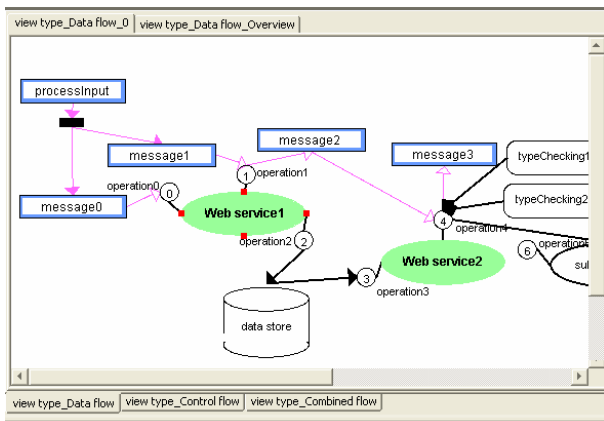 view type_Data flow_0
view type_Data flow_Overview
processInput
message2
message1
message3
typeChecking1
operation0
0
1
operation1
typeChecking2
message0
Web service1
4
operation2
2
6
Web service2
3
operation3
data store
view type_Data flow
view type_Control flow
view type_Combined flow